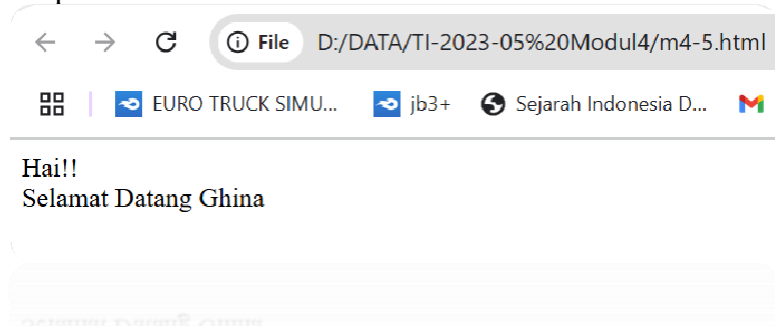 File D:/DATA/TI-2023-05%20Modul4/m4-5.html
EURO TRUCK SIMU... jb3+ Sejarah Indonesia D...
Hai!!
Selamat Datang Ghina